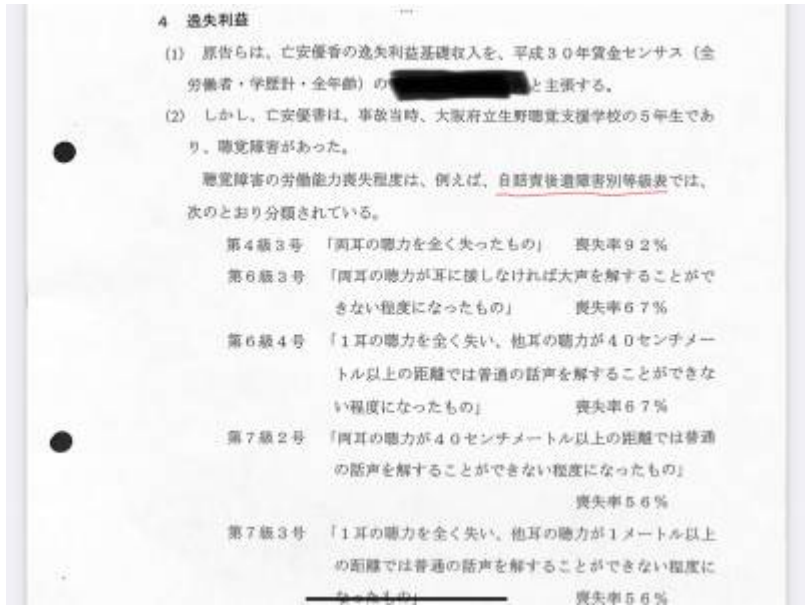 4 逸失利益
(1) 原告らは、亡安優香の逸失利益基礎収入を、平成30年賃金センサス(全
労働者・学歴計・全年齢)の
と主張する。
(2) しかし、亡安優香は、事故当時、大阪府立生野聴覚支援学校の5年生であ
り、聴覚障害があった。
聴覚障害の労働能力喪失程度は、例えば、自賠責後遺障害別等級表では、
次のとおり分類されている。
第4級3号 「両耳の聴力を全く失ったもの」 喪失率92%
第6級3号 「両耳の聴力が耳に接しなければ大声を解することがで
きない程度になったもの」 喪失率67%
第6級4号 「1耳の聴力を全く失い、他耳の聴力が40センチメー
トル以上の距離では普通の話声を解することができな
い程度になったもの」 喪失率67%
第7級2号 「両耳の聴力が40センチメートル以上の距離では普通
の話声を解することができない程度になったもの」
喪失率56%
第7級3号 「1耳の聴力を全く失い、他耳の聴力が1メートル以上
の距離では普通の話声を解することができない程度に
なったもの」 喪失率56%